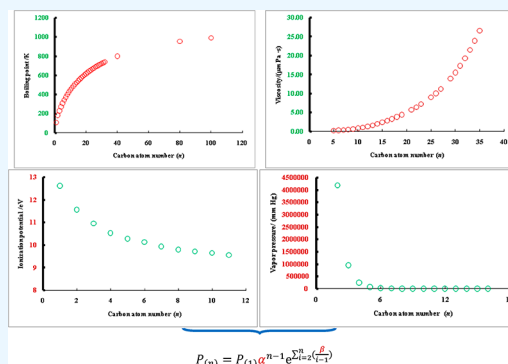 1200
1000
800
600
400
200
0
Boiling point/K
0 20 40 60 80 100 120
Carbon atom number (n)
30.00
25.00
20.00
15.00
10.00
5.00
0.00
Viscosity/(μm Pa·s)
0 5 10 15 20 25 30 35 40
Carbon atom number (n)
13
12
11
10
9
8
Ionization potential /eV
0 2 4 6 8 10 12
Carbon atom number (n)
4500000
4000000
3500000
3000000
2500000
2000000
1500000
1000000
500000
0
Vapor pressure/ (mm Hg)
0 6 12 18
Carbon atom number (n)
P(n) = P(1)α^{n−1}e^{∑_{i=2}^{n}(β/(i−1))}